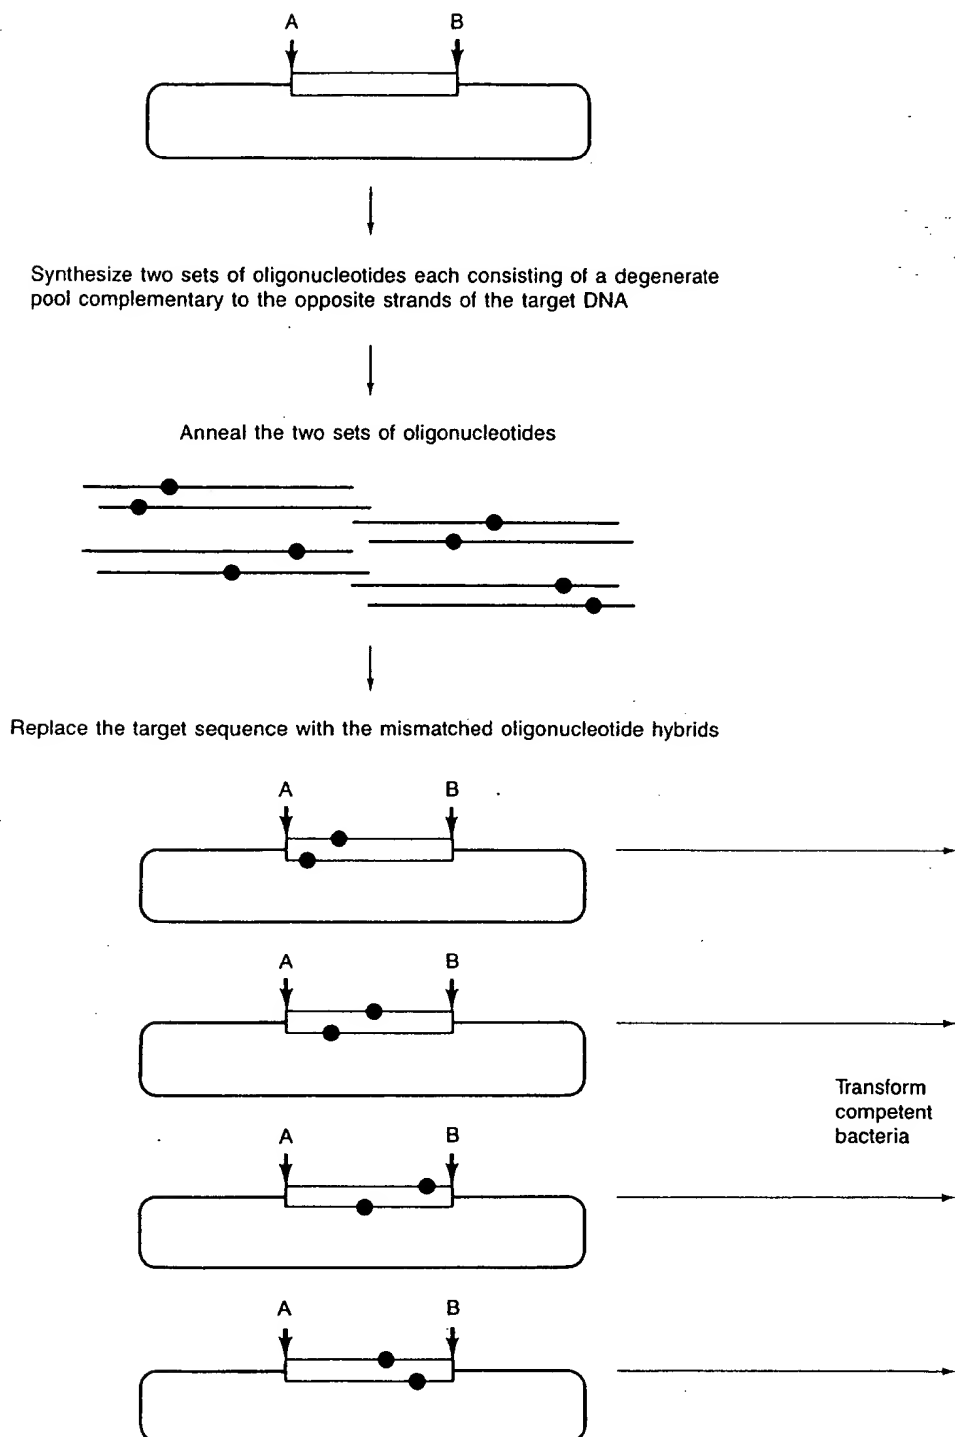 A B
Synthesize two sets of oligonucleotides each consisting of a degenerate
pool complementary to the opposite strands of the target DNA
Anneal the two sets of oligonucleotides
Replace the target sequence with the mismatched oligonucleotide hybrids
A B
A B
Transform
competent
bacteria
A B
A B